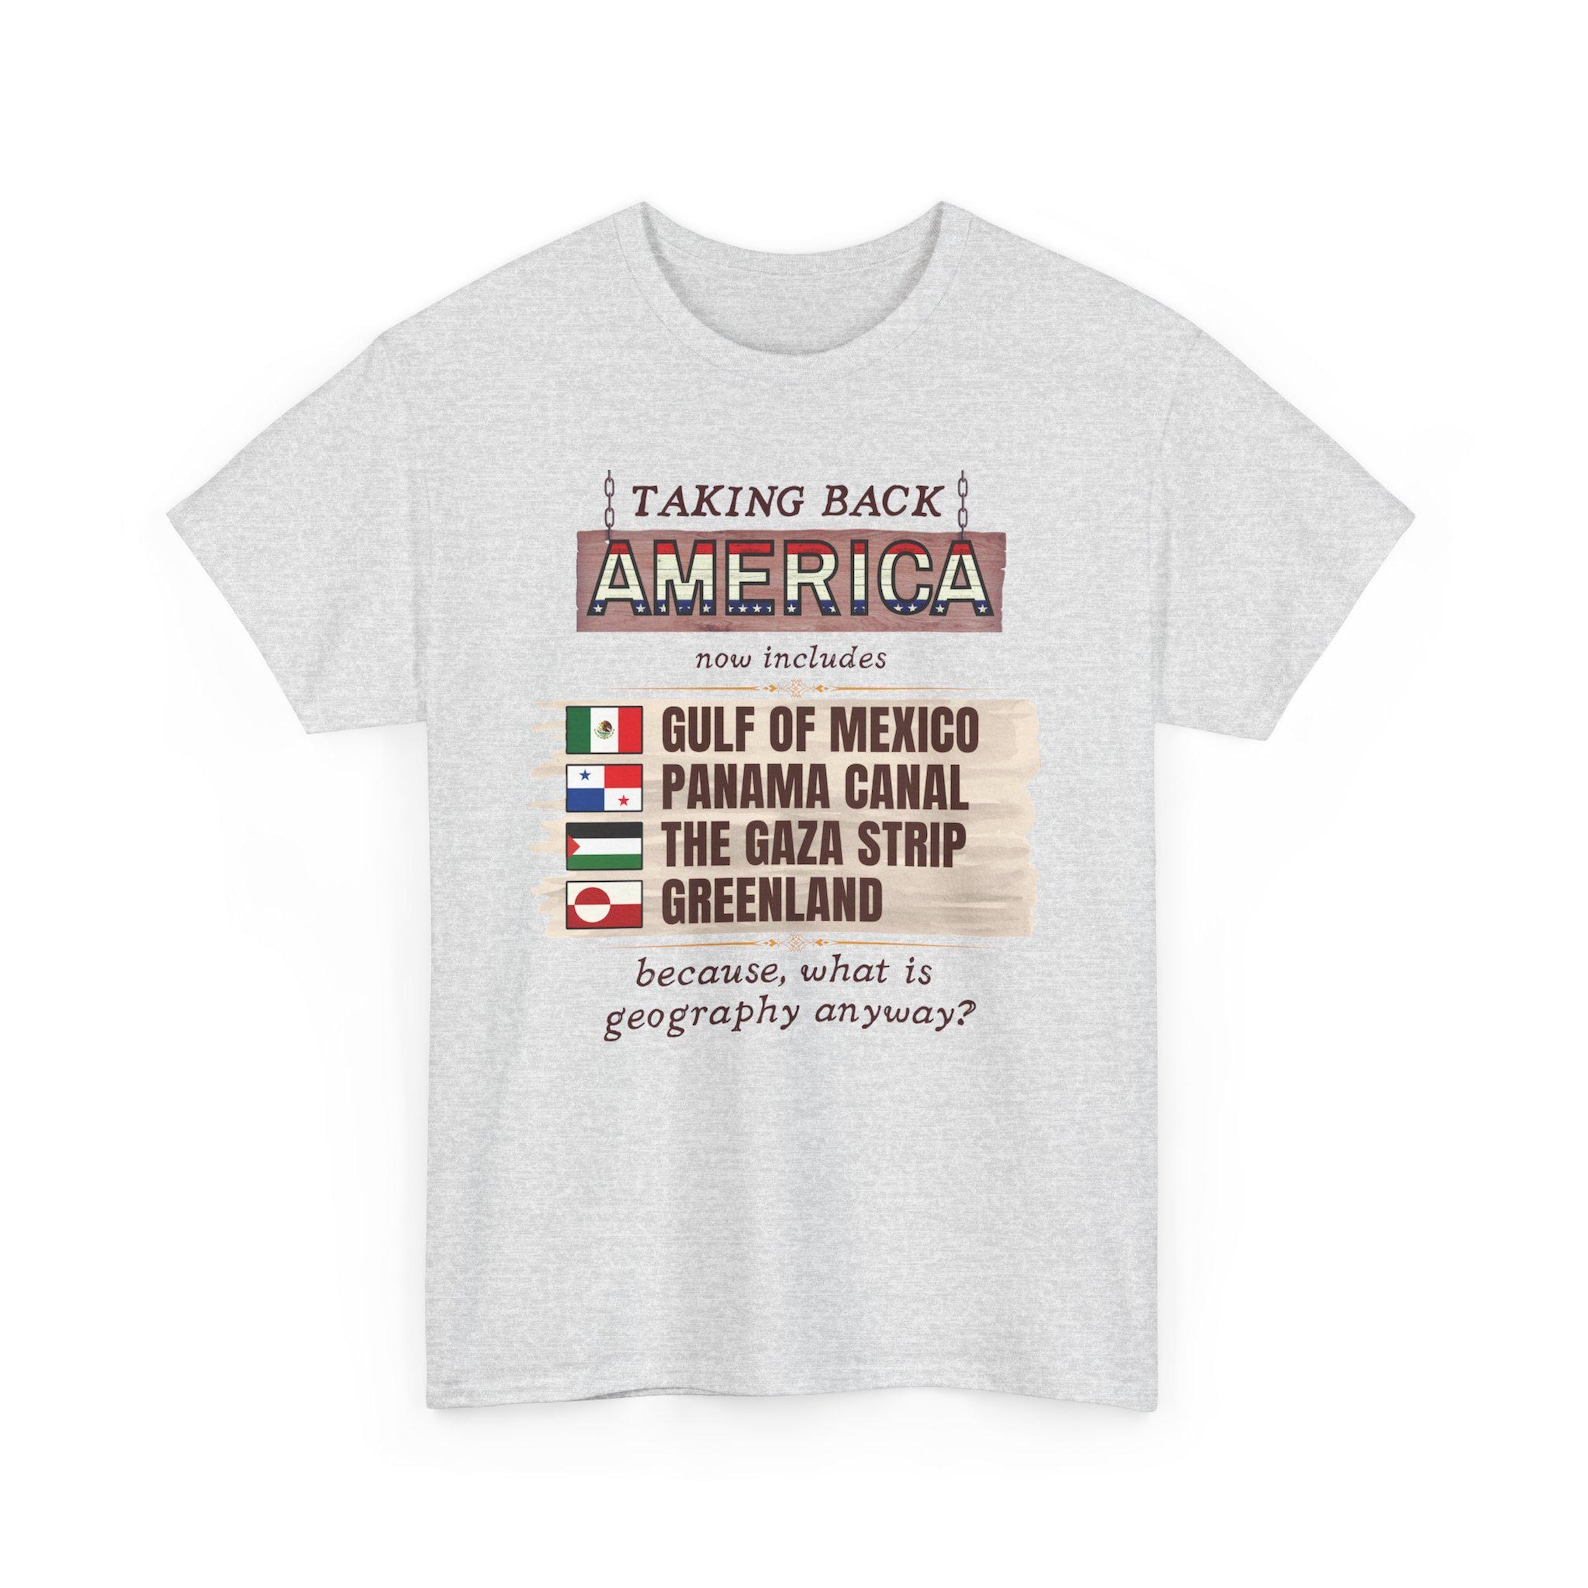 TAKING BACK
AMERICA
now includes
GULF OF MEXICO
PANAMA CANAL
THE GAZA STRIP
GREENLAND
because, what is
geography anyway?